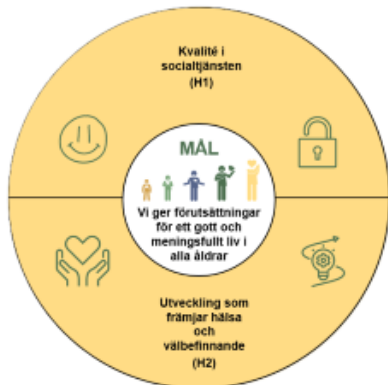 Kvalité i
socialtjänsten
(H1)
MÅL
Vi ger förutsättningar
för ett gott och
meningsfullt liv i
alla åldrar
Utveckling som
främjar hälsa
och
välbefinnande
(H2)